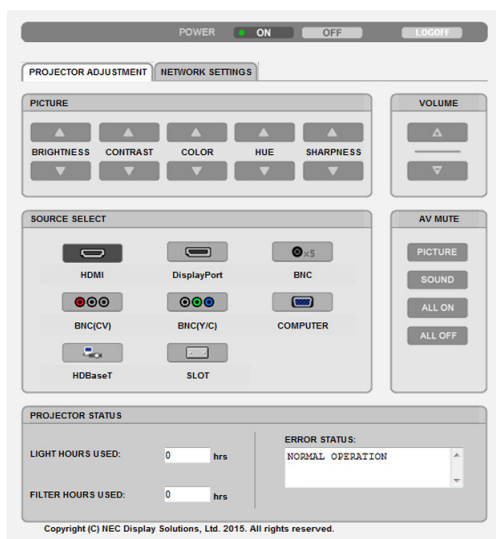 POWER ON OFF LOGOFF
PROJECTOR ADJUSTMENT NETWORK SETTINGS
PICTURE
BRIGHTNESS CONTRAST COLOR HUE SHARPNESS
VOLUME
SOURCE SELECT
×5
HDMI DisplayPort BNC
BNC(CV) BNC(Y/C) COMPUTER
HDBaseT SLOT
AV MUTE
PICTURE
SOUND
ALL ON
ALL OFF
PROJECTOR STATUS
LIGHT HOURS USED: 0 hrs
FILTER HOURS USED: 0 hrs
ERROR STATUS:
NORMAL OPERATION
Copyright (C) NEC Display Solutions, Ltd. 2015. All rights reserved.